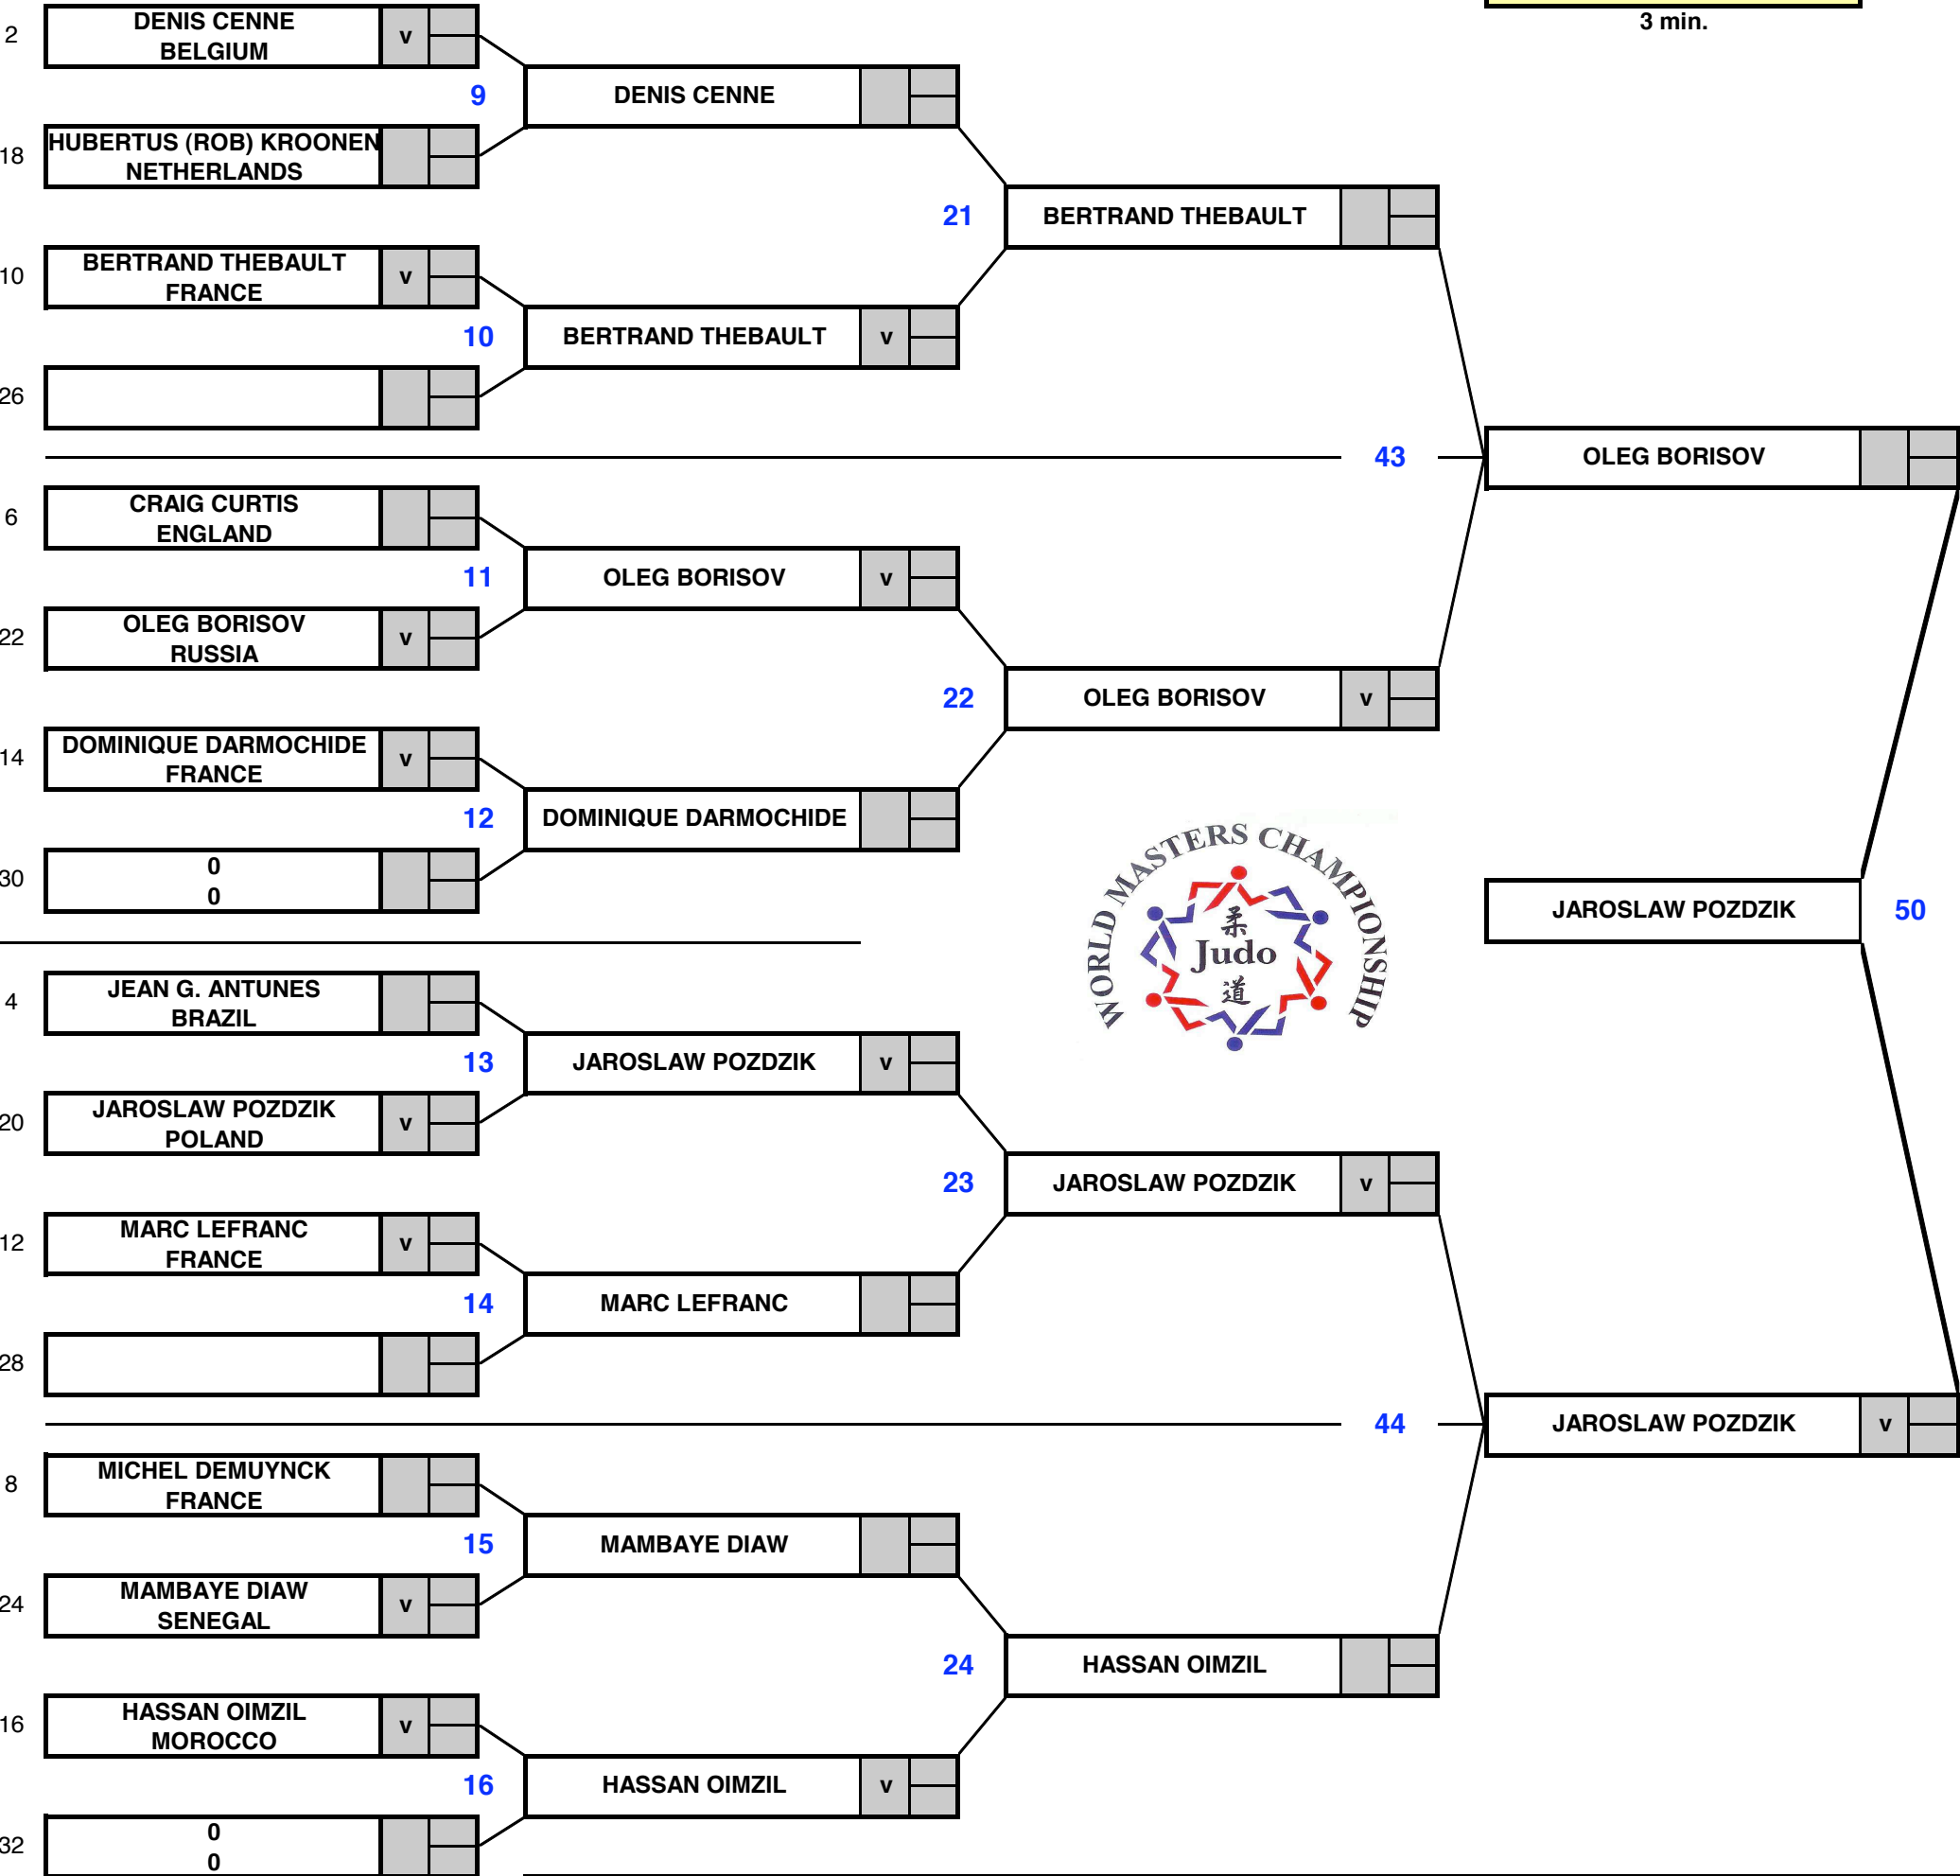 3 min.
2
DENIS CENNE
BELGIUM
v
9
DENIS CENNE
18
HUBERTUS (ROB) KROONEN
NETHERLANDS
21
BERTRAND THEBAULT
10
BERTRAND THEBAULT
FRANCE
v
10
BERTRAND THEBAULT
v
26
43
OLEG BORISOV
6
CRAIG CURTIS
ENGLAND
11
OLEG BORISOV
v
22
OLEG BORISOV
RUSSIA
v
22
OLEG BORISOV
v
14
DOMINIQUE DARMOCHIDE
FRANCE
v
12
DOMINIQUE DARMOCHIDE
30
0
0
WORLD MASTERS CHAMPIONSHIP
柔
Judo
道
JAROSLAW POZDZIK
50
4
JEAN G. ANTUNES
BRAZIL
13
JAROSLAW POZDZIK
v
20
JAROSLAW POZDZIK
POLAND
v
23
JAROSLAW POZDZIK
v
12
MARC LEFRANC
FRANCE
v
14
MARC LEFRANC
28
44
JAROSLAW POZDZIK
v
8
MICHEL DEMUYNCK
FRANCE
15
MAMBAYE DIAW
24
MAMBAYE DIAW
SENEGAL
v
24
HASSAN OIMZIL
16
HASSAN OIMZIL
MOROCCO
v
16
HASSAN OIMZIL
v
32
0
0